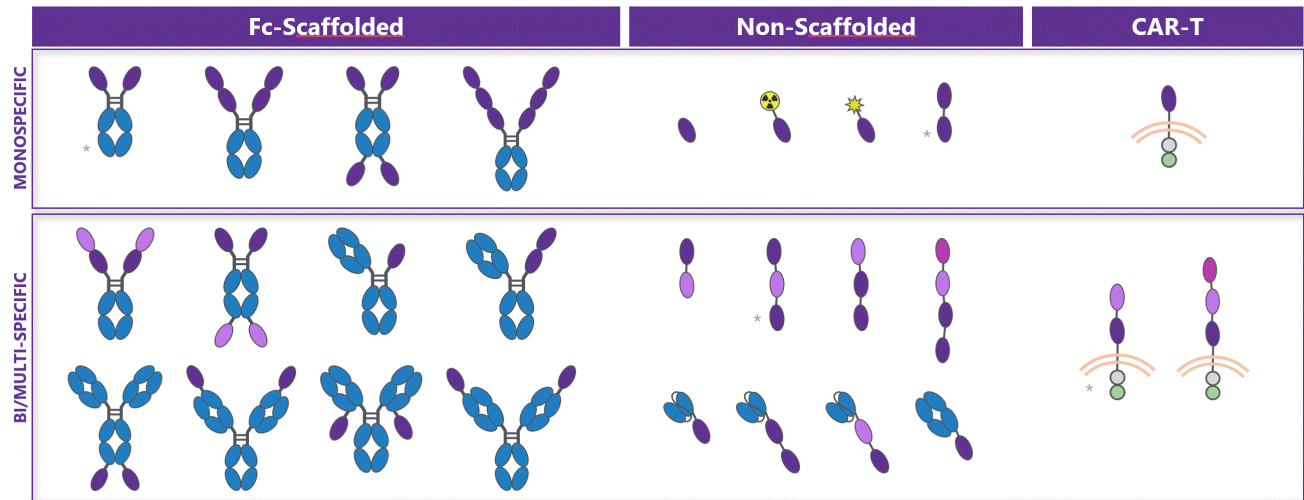 Fc-Scaffolded
Non-Scaffolded
CAR-T
MONOSPECIFIC
*
*
BI/MULTI-SPECIFIC
*
*